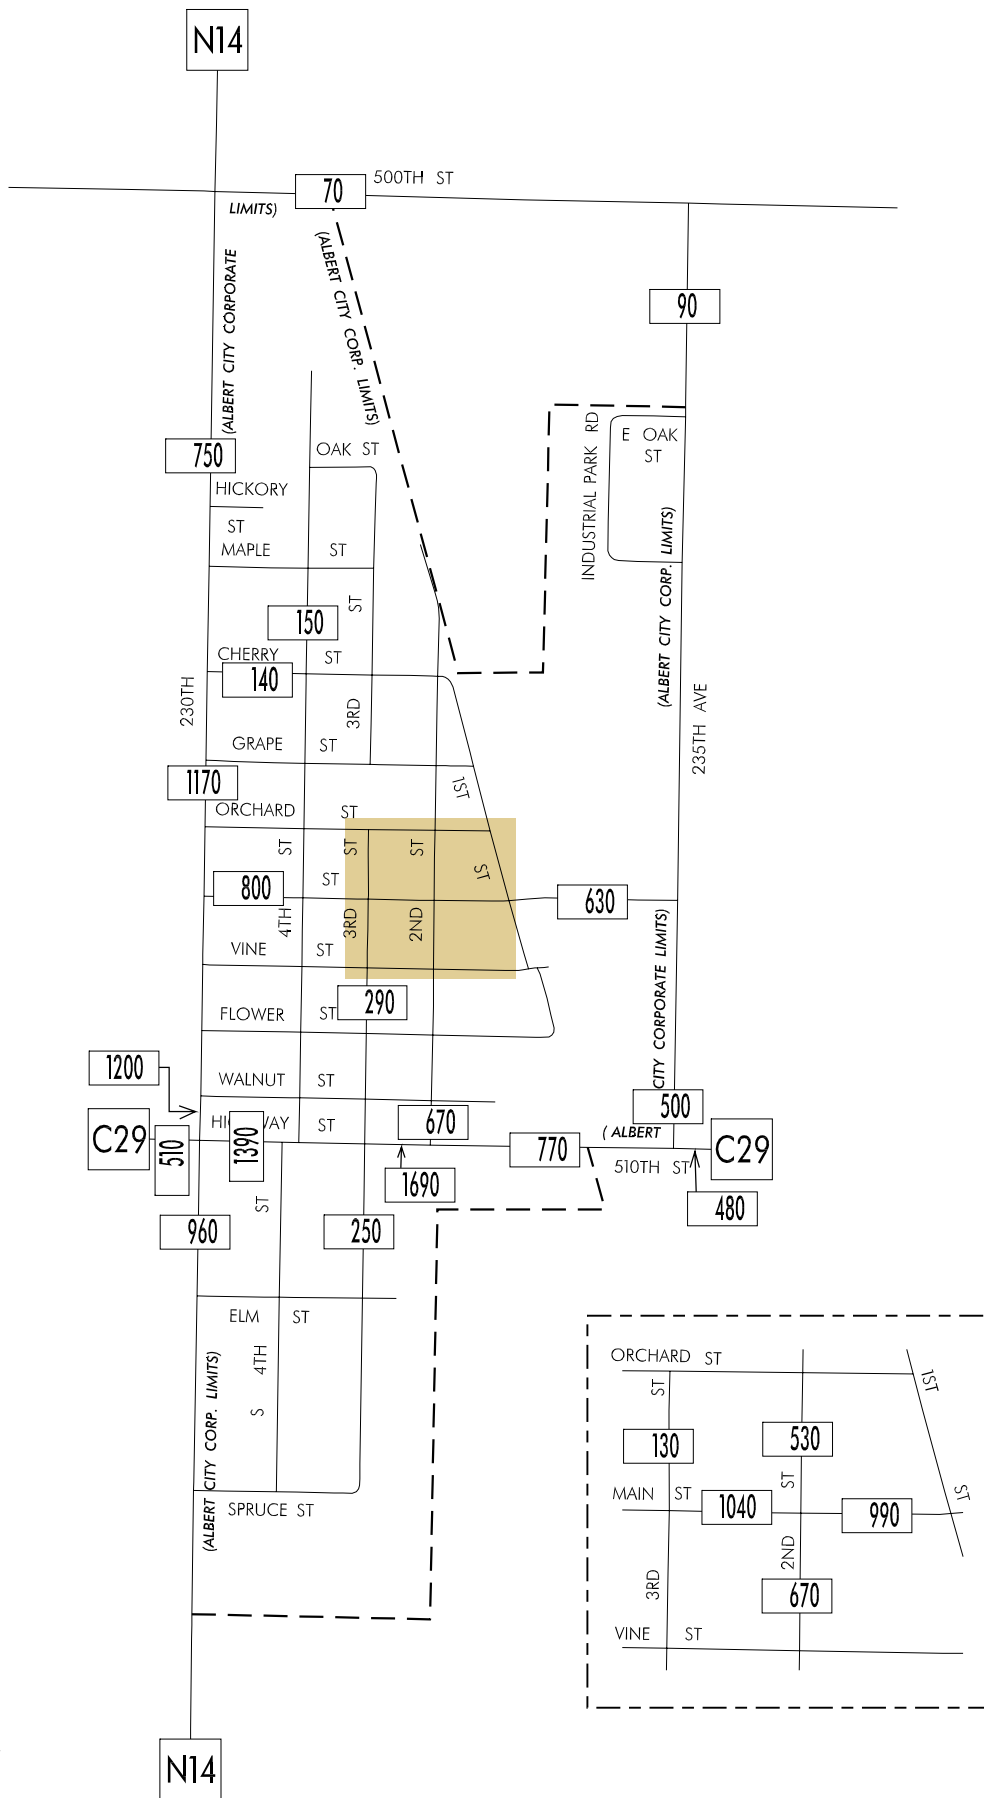 N14
70
500TH ST
LIMITS)
(ALBERT CITY CORPORATE
(ALBERT CITY CORP. LIMITS)
90
INDUSTRIAL PARK RD
E OAK
ST
750
OAK ST
HICKORY
ST
MAPLE ST
ST
150
(ALBERT CITY CORP. LIMITS)
CHERRY ST
140
230TH
3RD
235TH AVE
GRAPE ST
1170
1ST
ORCHARD ST
ST
ST
ST
ST
ST
800
630
4TH
3RD
2ND
VINE ST
CITY CORPORATE LIMITS)
290
FLOWER ST
1200
WALNUT ST
500
670
ST
( ALBERT
C29
510
1390
770
C29
510TH ST
1690
480
ST
960
250
ELM ST
S 4TH
(ALBERT CITY CORP. LIMITS)
SPRUCE ST
ORCHARD ST
ST
1ST
130
530
MAIN ST
ST
ST
1040
990
3RD
2ND
670
VINE ST
N14